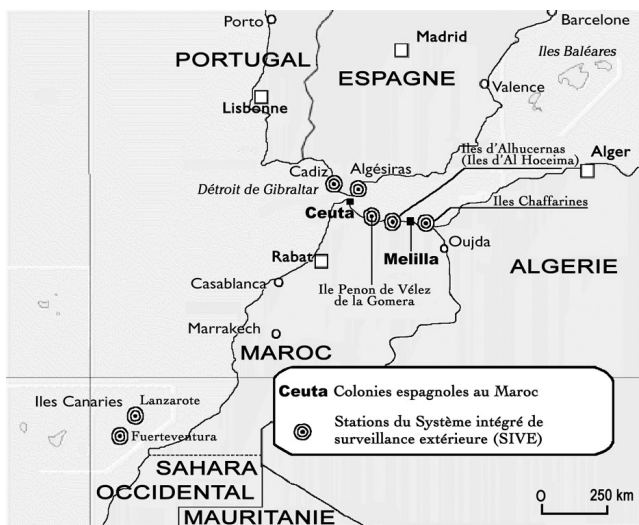 Porto
Barcelone
Madrid
Iles Baléares
PORTUGAL
ESPAGNE
Valence
Lisbonne
Iles d'Alhucernas
(Iles d'Al Hoceima)
Alger
Cadiz
Algésiras
Détroit de Gibraltar
Iles Chaffarines
Ceuta
Oujda
Melilla
Rabat
ALGERIE
Casablanca
Ile Penon de Vélez
de la Gomera
Marrakech
MAROC
Ceuta Colonies espagnoles au Maroc
Iles Canaries
Lanzarote
Stations du Système intégré de
surveillance extérieure (SIVE)
Fuerteventura
SAHARA
OCCIDENTAL
MAURITANIE
0 250 km